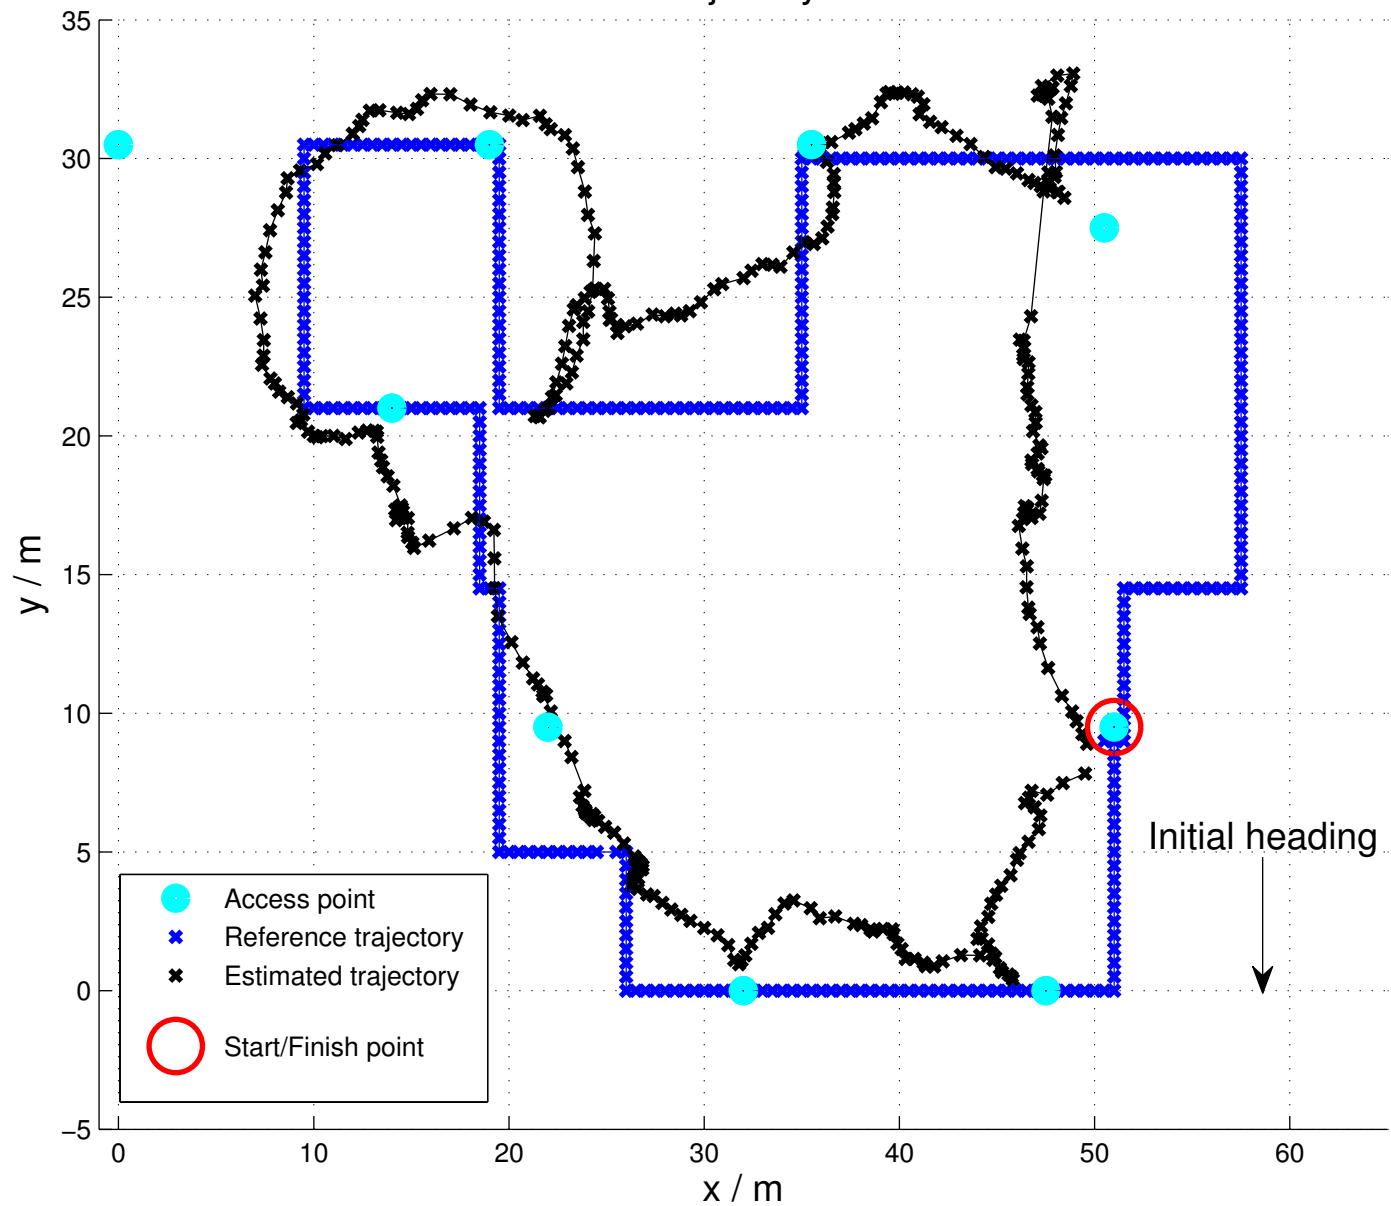 35
30
25
20
15
10
5
0
−5
y / m
Initial heading
Access point
Reference trajectory
Estimated trajectory
Start/Finish point
0 10 20 30 40 50 60
x / m